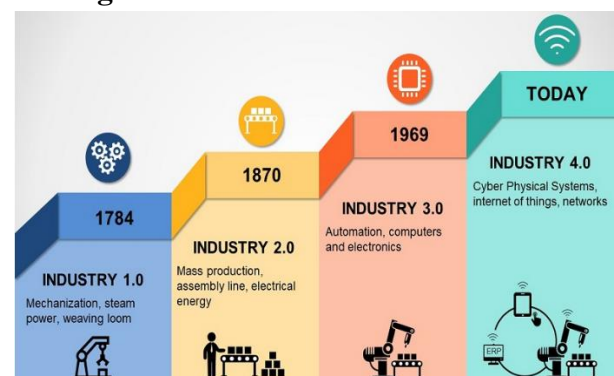 1784
INDUSTRY 1.0
Mechanization, steam
power, weaving loom
1870
INDUSTRY 2.0
Mass production,
assembly line, electrical
energy
1969
INDUSTRY 3.0
Automation, computers
and electronics
TODAY
INDUSTRY 4.0
Cyber Physical Systems,
internet of things, networks
ERP